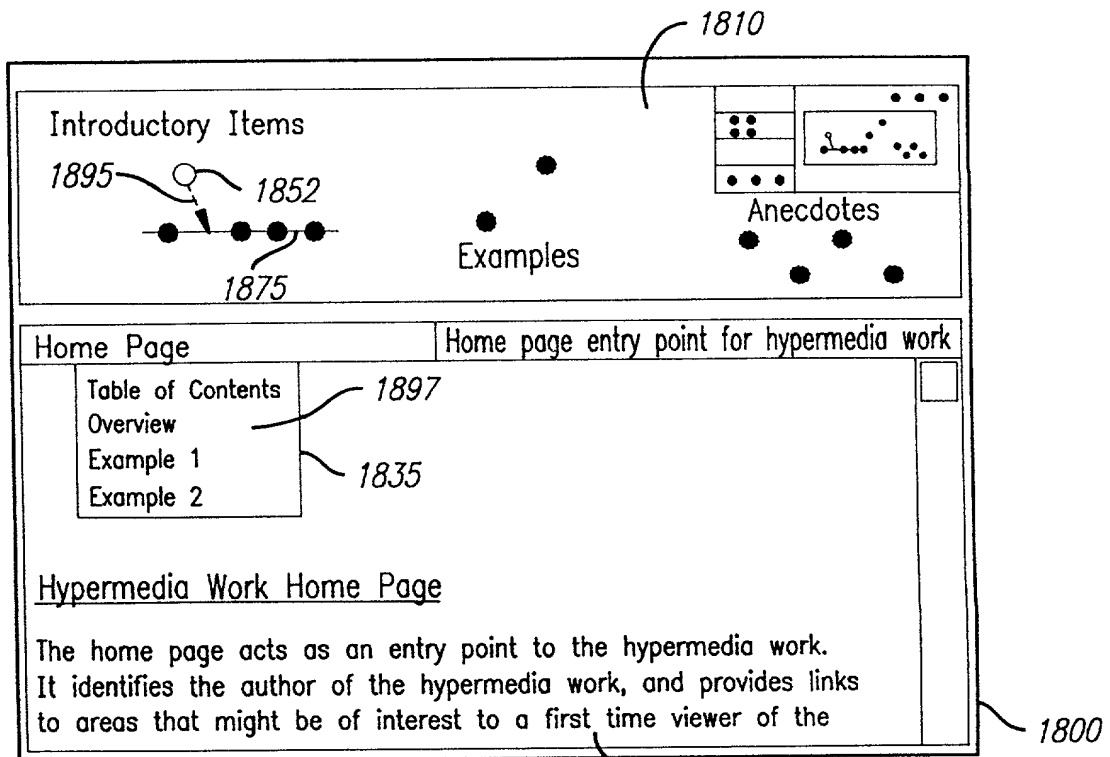 1810
Introductory Items
1895
1852
Anecdotes
Examples
1875
Home Page
Home page entry point for hypermedia work
Table of Contents
1897
Overview
Example 1
1835
Example 2
Hypermedia Work Home Page
The home page acts as an entry point to the hypermedia work.
It identifies the author of the hypermedia work, and provides links
to areas that might be of interest to a first time viewer of the
1800